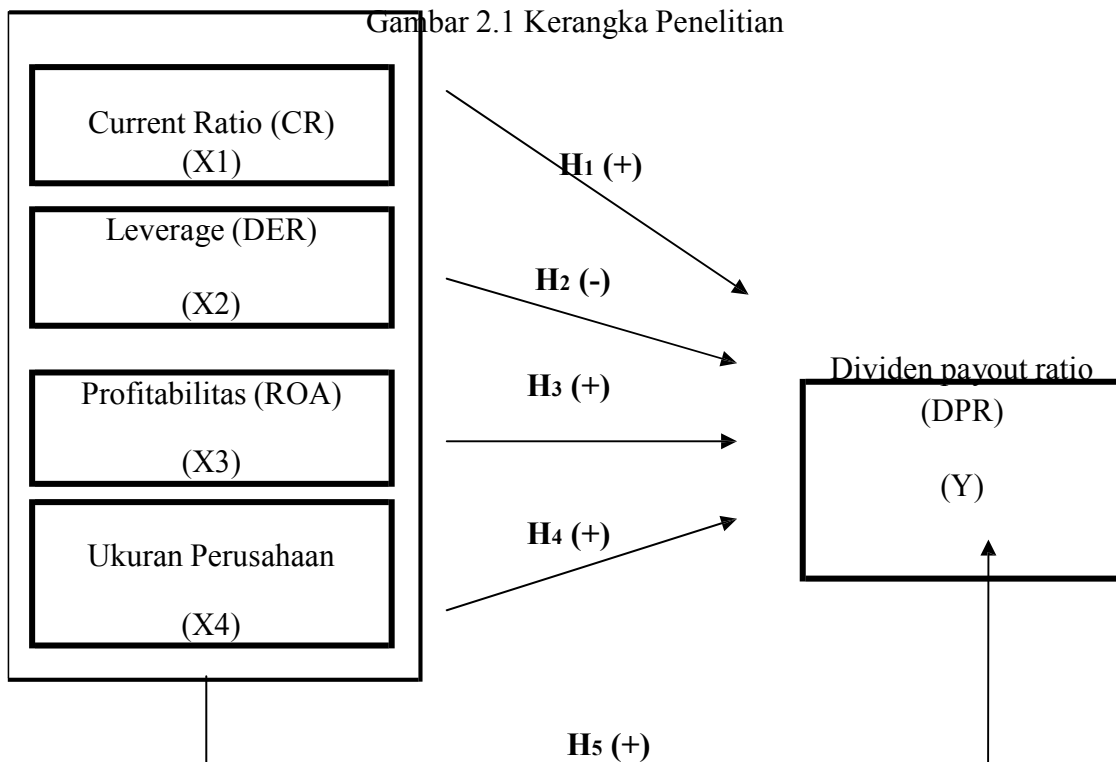 Gambar 2.1 Kerangka Penelitian
Current Ratio (CR)
(X1)
Leverage (DER)
(X2)
Profitabilitas (ROA)
(X3)
Ukuran Perusahaan
(X4)
H1 (+)
H2 (-)
H3 (+)
H4 (+)
Dividen payout ratio
(DPR)
(Y)
H5 (+)